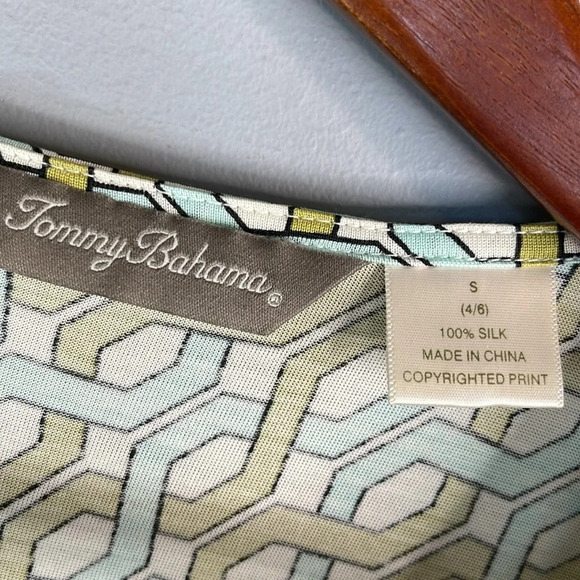 Tommy Bahama®
S
(4/6)
100% SILK
MADE IN CHINA
COPYRIGHTED PRINT